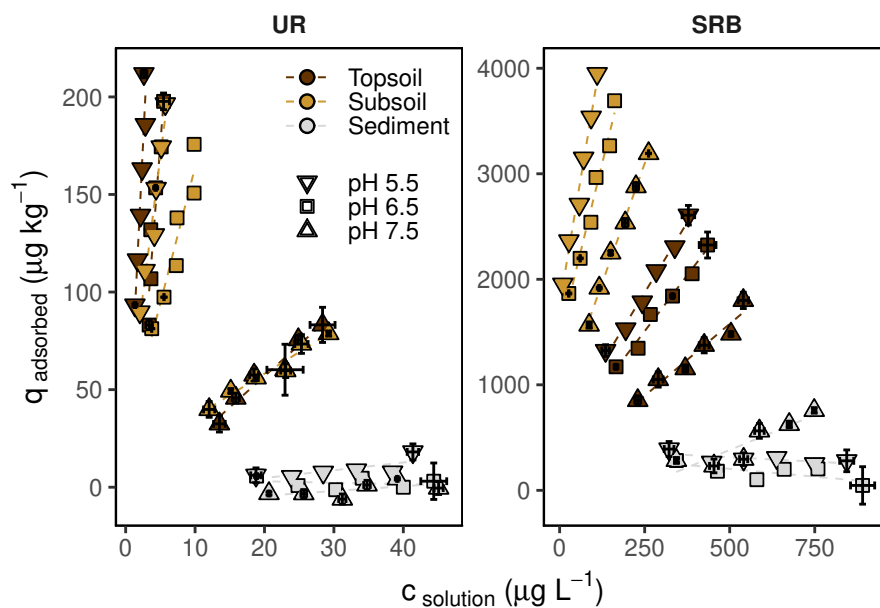 UR SRB
Topsoil
Subsoil
Sediment
pH 5.5
pH 6.5
pH 7.5
q adsorbed (μg kg⁻¹)
200
150
100
50
0
4000
3000
2000
1000
0
0 10 20 30 40
0 250 500 750
c solution (μg L⁻¹)